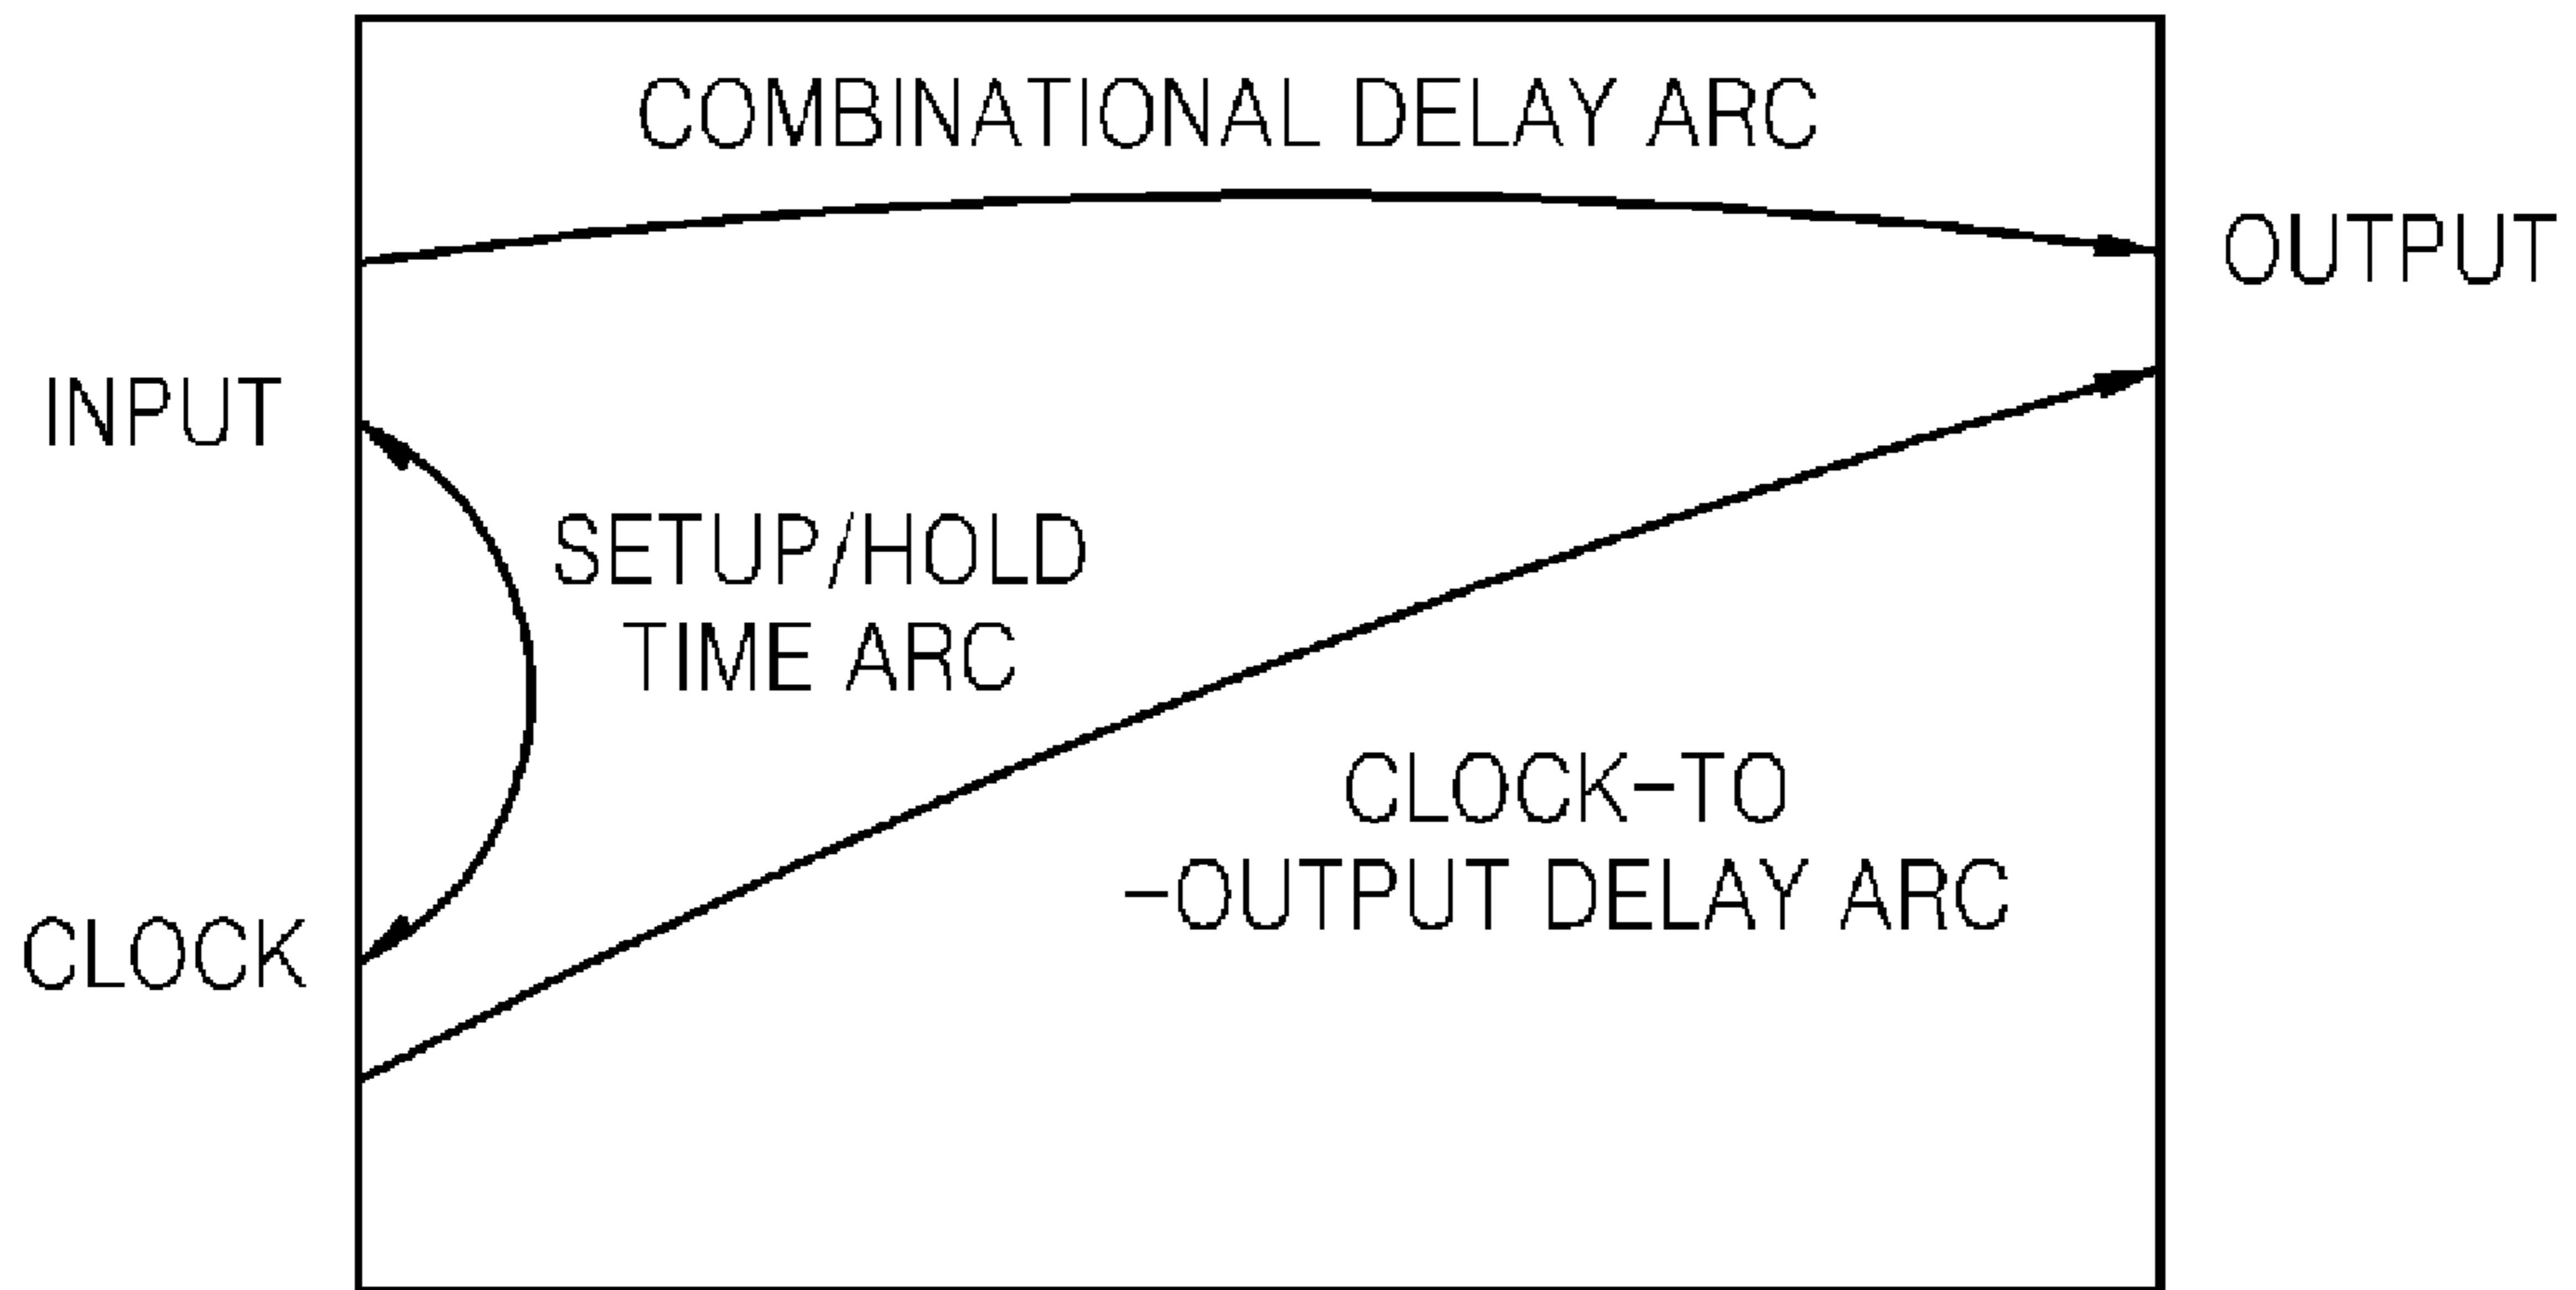 COMBINATIONAL DELAY ARC
OUTPUT
INPUT
SETUP/HOLD
TIME ARC
CLOCK-TO
-OUTPUT DELAY ARC
CLOCK